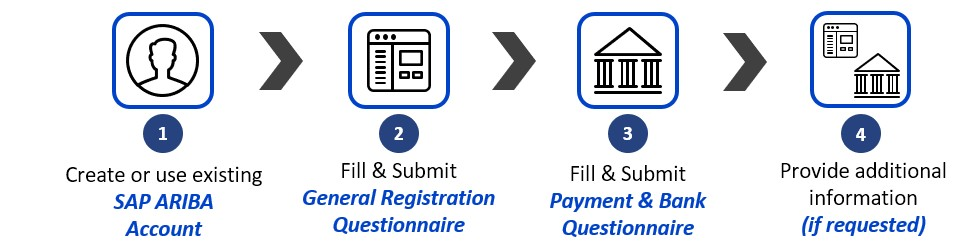 1
Create or use existing
SAP ARIBA
Account
2
Fill & Submit
General Registration
Questionnaire
3
Fill & Submit
Payment & Bank
Questionnaire
4
Provide additional
information
(if requested)